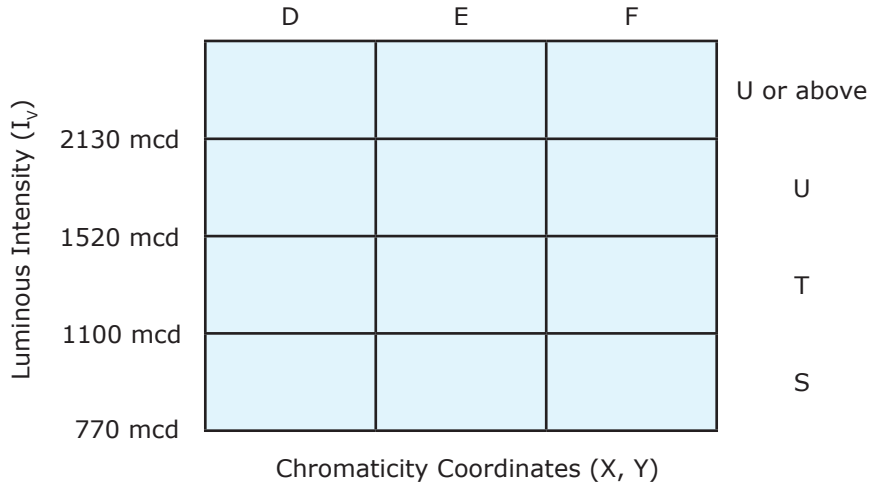 D E F
Luminous Intensity (Iv)
U or above
2130 mcd
U
1520 mcd
T
1100 mcd
S
770 mcd
Chromaticity Coordinates (X, Y)